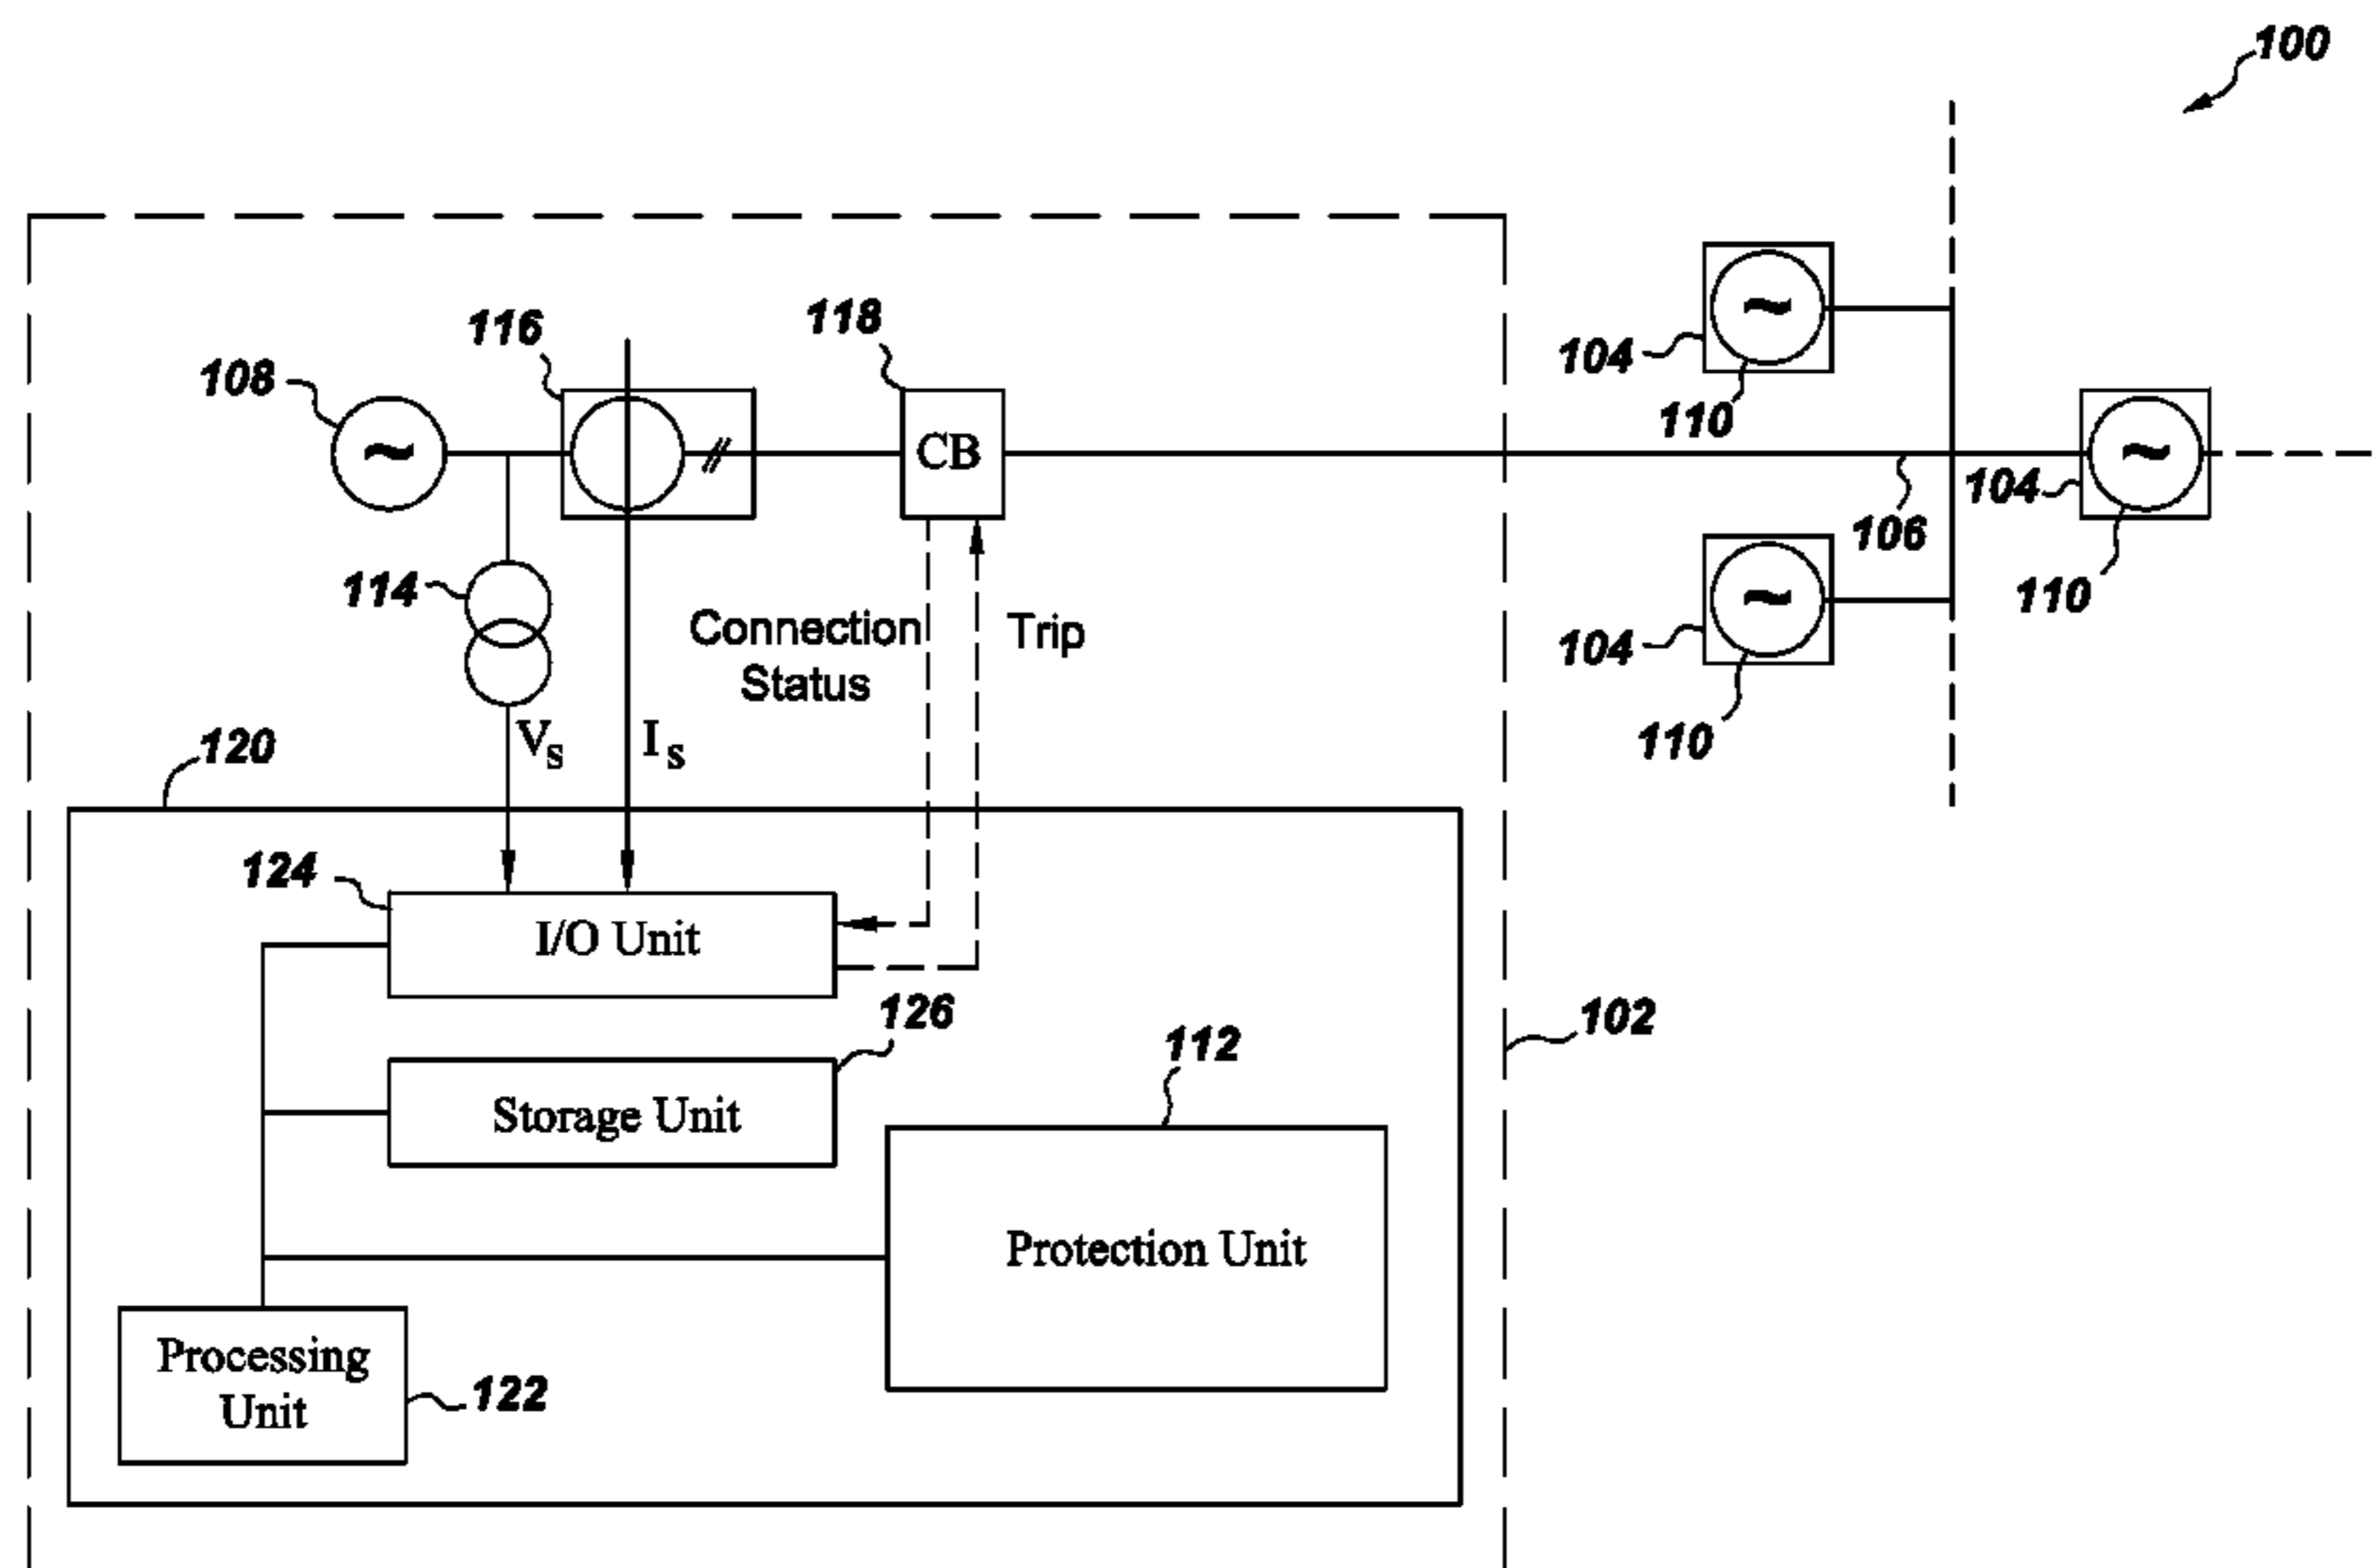 100
116
118
108
CB
~
~
~
~
104
110
104
106
110
104
110
114
Connection
Status
Trip
Vs
Is
120
124
I/O Unit
126
112
102
Storage Unit
Protection Unit
Processing
Unit
122